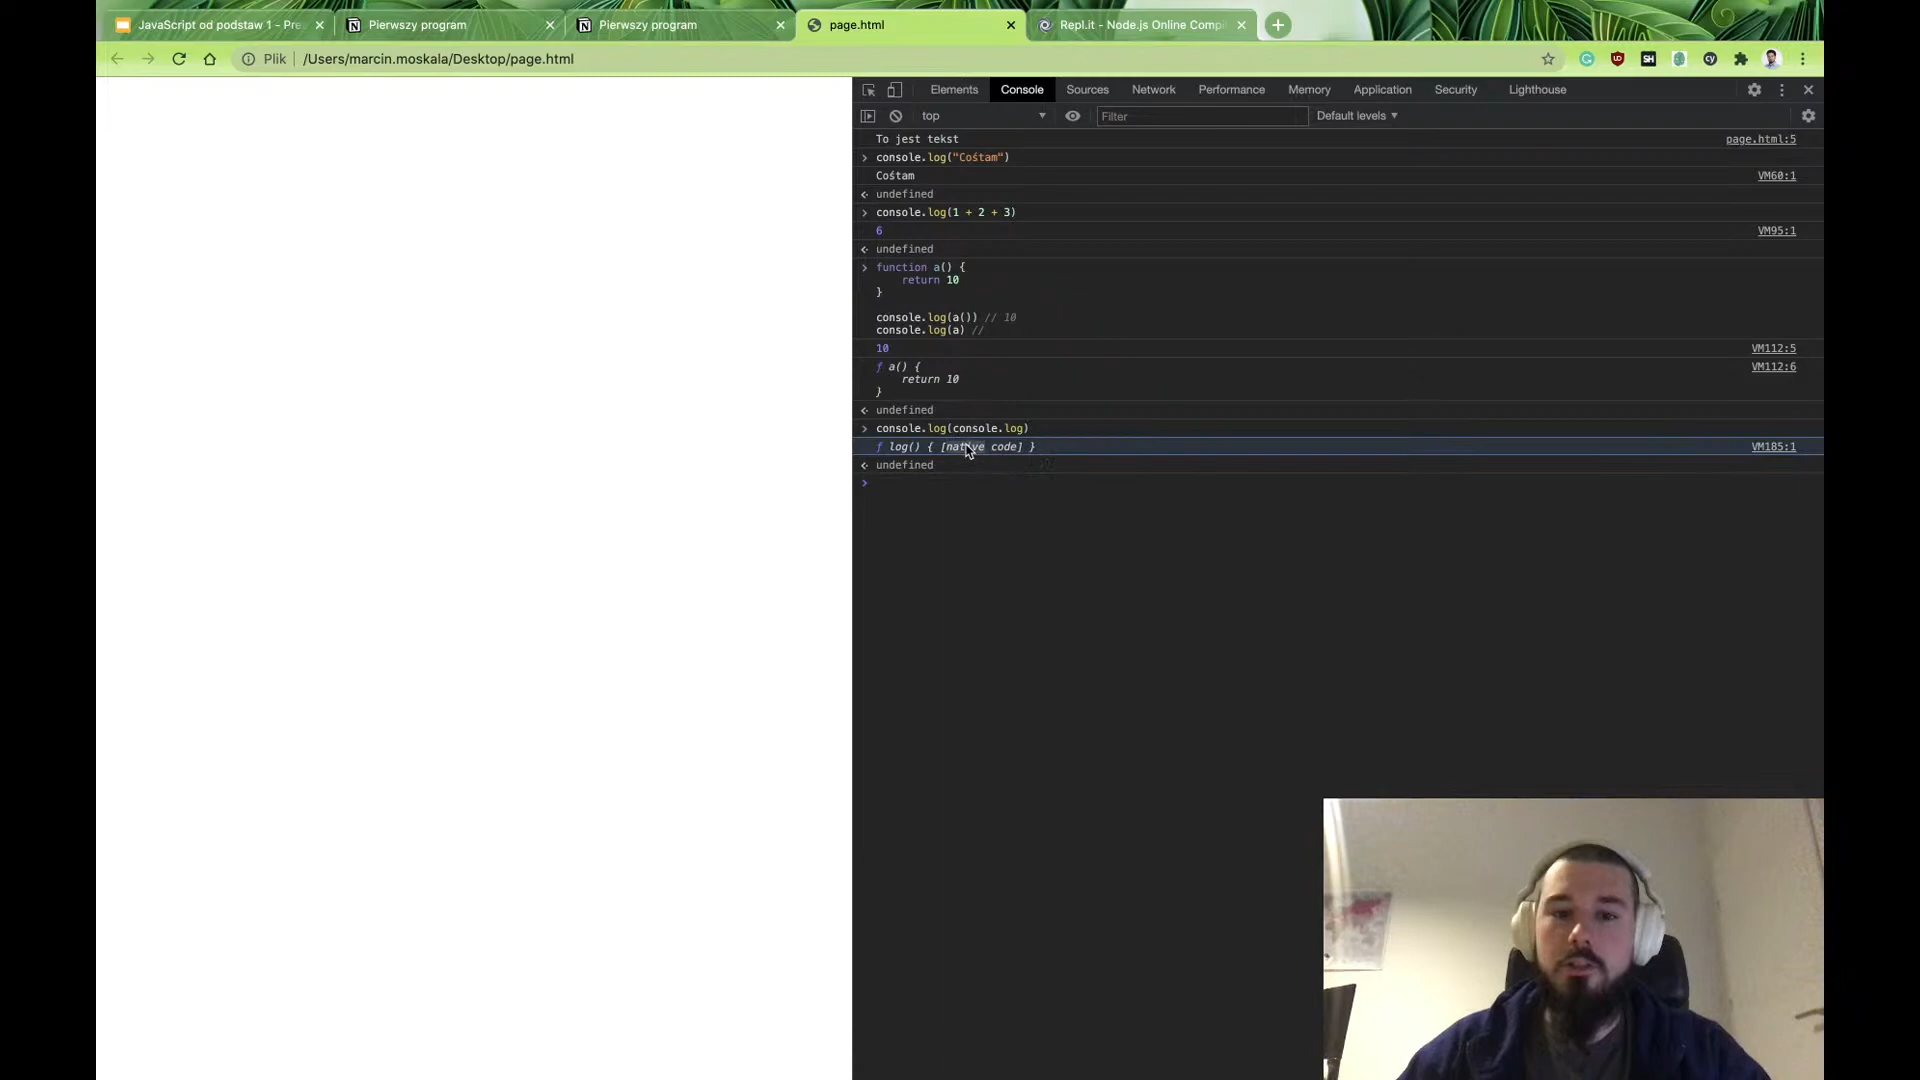 JavaScript od podstaw 1 - Pre
Pierwszy program
Pierwszy program
page.html
Repl.it - Node.js Online Compi
Plik /Users/marcin.moskala/Desktop/page.html
Elements Console Sources Network Performance Memory Application Security Lighthouse
top Filter Default levels
To jest tekst page.html:5
console.log("Cośtam")
Cośtam VM60:1
undefined
console.log(1 + 2 + 3)
6 VM95:1
undefined
function a() {
return 10
}
console.log(a()) // 10
console.log(a) //
10 VM112:5
f a() { VM112:6
return 10
}
undefined
console.log(console.log)
f log() { [native code] } VM185:1
undefined